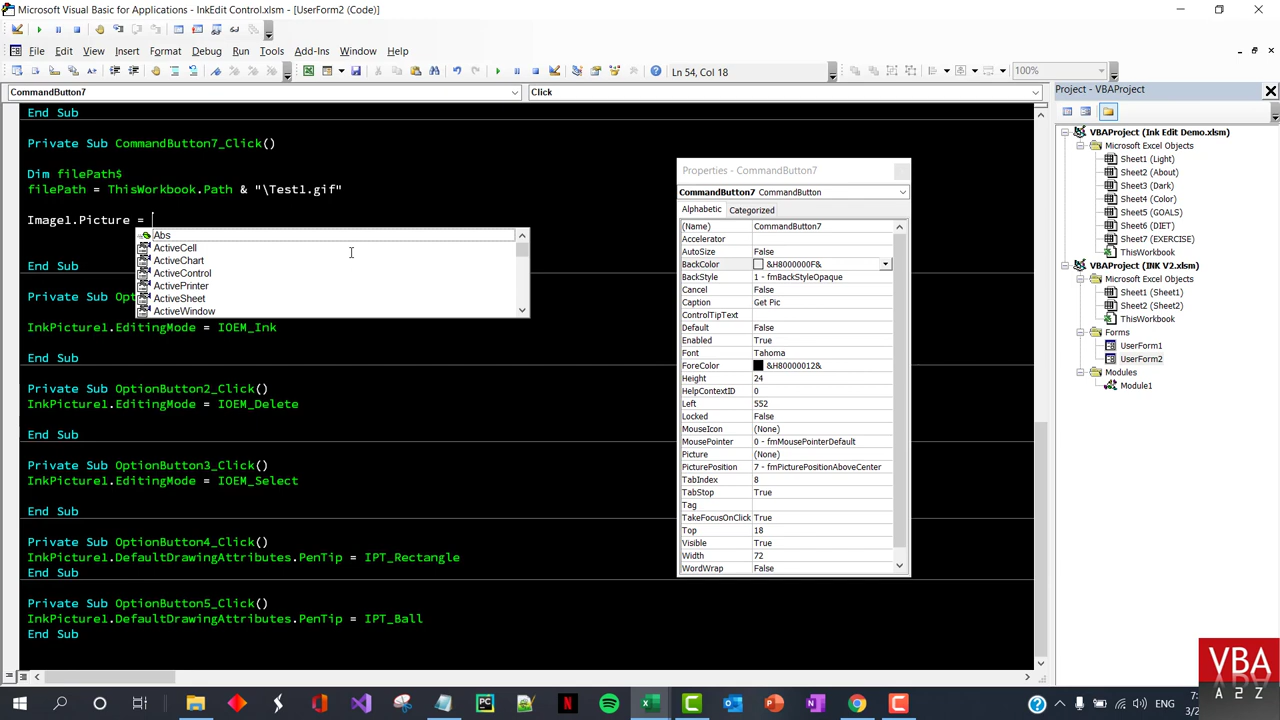 Microsoft Visual Basic for Applications - InkEdit Control.xlsm - [UserForm2 (Code)]
File Edit View Insert Format Debug Run Tools Add-Ins Window Help
Ln 54, Col 18
100%
CommandButton7
Click
End Sub
Private Sub CommandButton7_Click()
Dim filePath$
filePath = ThisWorkbook.Path & "\Test1.gif"
Image1.Picture =
Abs
ActiveCell
ActiveChart
ActiveControl
ActivePrinter
ActiveSheet
ActiveWindow
End Sub
Private Sub Opt
InkPicture1.EditingMode = IOEM_Ink
End Sub
Private Sub OptionButton2_Click()
InkPicture1.EditingMode = IOEM_Delete
End Sub
Private Sub OptionButton3_Click()
InkPicture1.EditingMode = IOEM_Select
End Sub
Private Sub OptionButton4_Click()
InkPicture1.DefaultDrawingAttributes.PenTip = IPT_Rectangle
End Sub
Private Sub OptionButton5_Click()
InkPicture1.DefaultDrawingAttributes.PenTip = IPT_Ball
End Sub
Properties - CommandButton7
CommandButton7 CommandButton
Alphabetic Categorized
(Name) CommandButton7
Accelerator
AutoSize False
BackColor &H8000000F&
BackStyle 1 - fmBackStyleOpaque
Cancel False
Caption Get Pic
ControlTipText
Default False
Enabled True
Font Tahoma
ForeColor &H80000012&
Height 24
HelpContextID 0
Left 552
Locked False
MouseIcon (None)
MousePointer 0 - fmMousePointerDefault
Picture (None)
PicturePosition 7 - fmPicturePositionAboveCenter
TabIndex 8
TabStop True
Tag
TakeFocusOnClick True
Top 18
Visible True
Width 72
WordWrap False
Project - VBAProject
VBAProject (Ink Edit Demo.xlsm)
Microsoft Excel Objects
Sheet1 (Light)
Sheet2 (About)
Sheet3 (Dark)
Sheet4 (Color)
Sheet5 (GOALS)
Sheet6 (DIET)
Sheet7 (EXERCISE)
ThisWorkbook
VBAProject (INK V2.xlsm)
Microsoft Excel Objects
Sheet1 (Sheet1)
Sheet2 (Sheet2)
ThisWorkbook
Forms
UserForm1
UserForm2
Modules
Module1
VBA
A 2 Z
ENG
7:
3/2